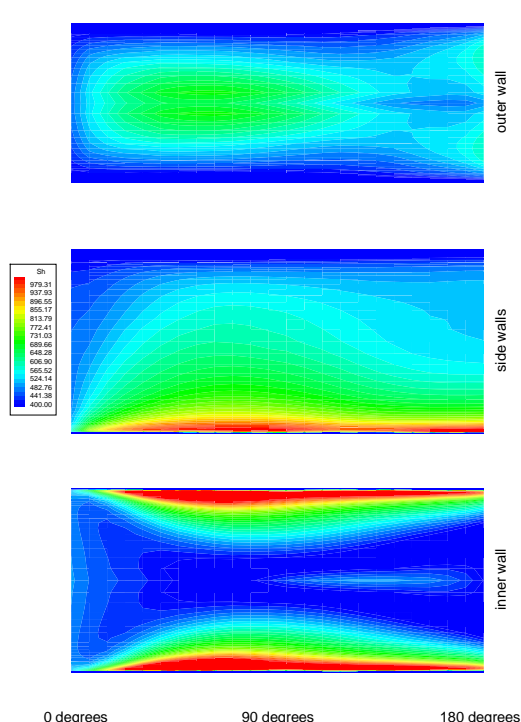 outer wall
Sh
979.31
937.93
896.55
855.17
813.79
772.41
731.03
689.66
648.28
606.90
565.52
524.14
482.76
441.38
400.00
side walls
inner wall
0 degrees
90 degrees
180 degrees